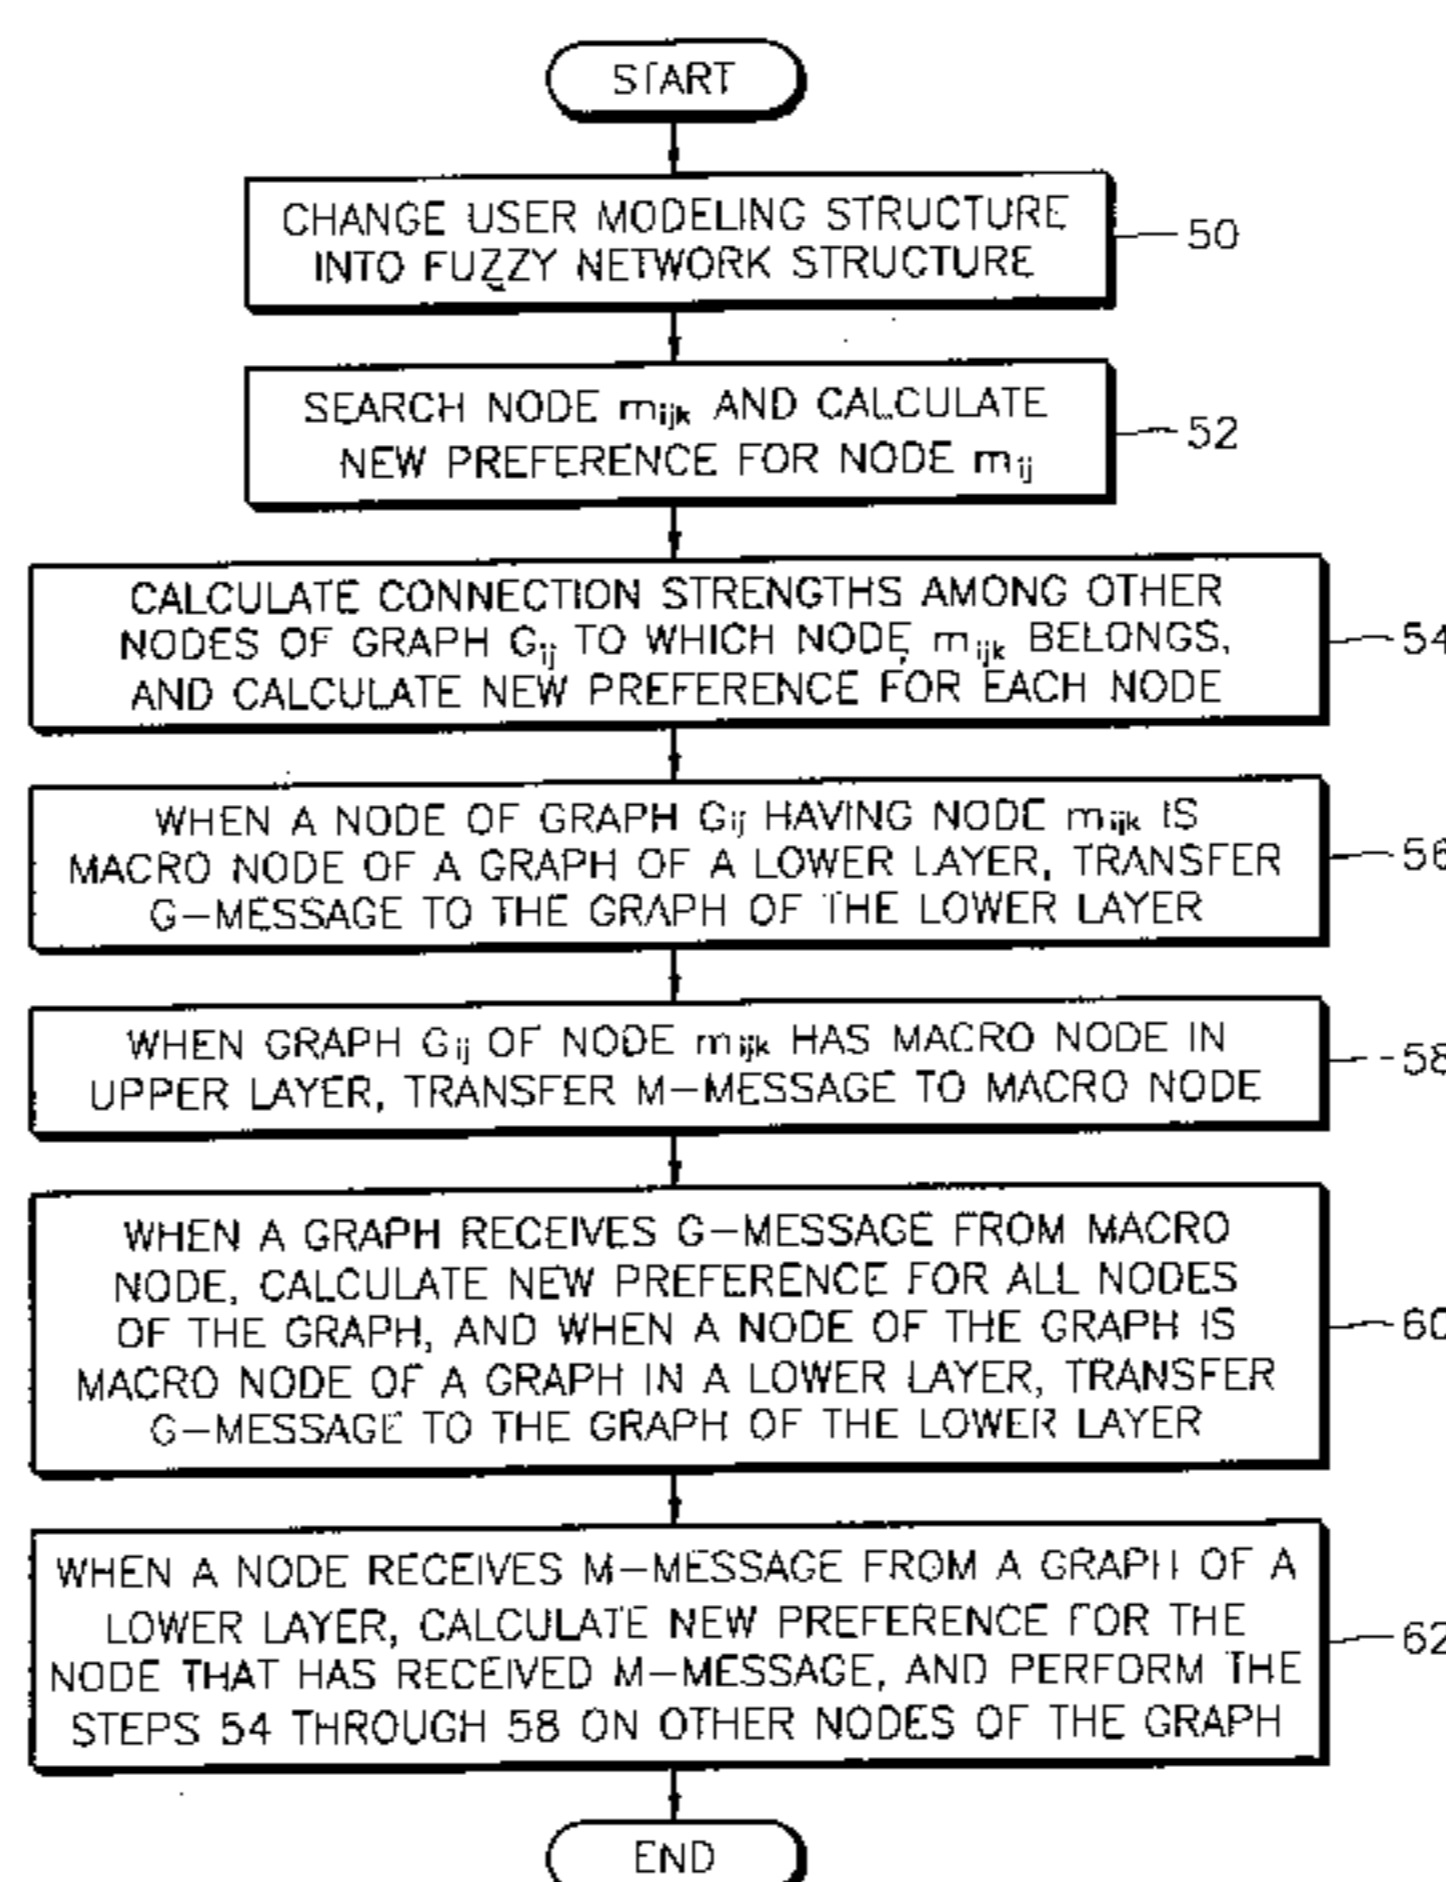 START
CHANGE USER MODELING STRUCTURE
INTO FUZZY NETWORK STRUCTURE
50
SEARCH NODE mijk AND CALCULATE
NEW PREFERENCE FOR NODE mij
52
CALCULATE CONNECTION STRENGTHS AMONG OTHER
NODES OF GRAPH Gij TO WHICH NODE mijk BELONGS,
AND CALCULATE NEW PREFERENCE FOR EACH NODE
54
WHEN A NODE OF GRAPH Gij HAVING NODE mijk IS
MACRO NODE OF A GRAPH OF A LOWER LAYER, TRANSFER
G-MESSAGE TO THE GRAPH OF THE LOWER LAYER
56
WHEN GRAPH Gij OF NODE mijk HAS MACRO NODE IN
UPPER LAYER, TRANSFER M-MESSAGE TO MACRO NODE
58
WHEN A GRAPH RECEIVES G-MESSAGE FROM MACRO
NODE, CALCULATE NEW PREFERENCE FOR ALL NODES
OF THE GRAPH, AND WHEN A NODE OF THE GRAPH IS
MACRO NODE OF A GRAPH IN A LOWER LAYER, TRANSFER
G-MESSAGE TO THE GRAPH OF THE LOWER LAYER
60
WHEN A NODE RECEIVES M-MESSAGE FROM A GRAPH OF A
LOWER LAYER, CALCULATE NEW PREFERENCE FOR THE
NODE THAT HAS RECEIVED M-MESSAGE, AND PERFORM THE
STEPS 54 THROUGH 58 ON OTHER NODES OF THE GRAPH
62
END